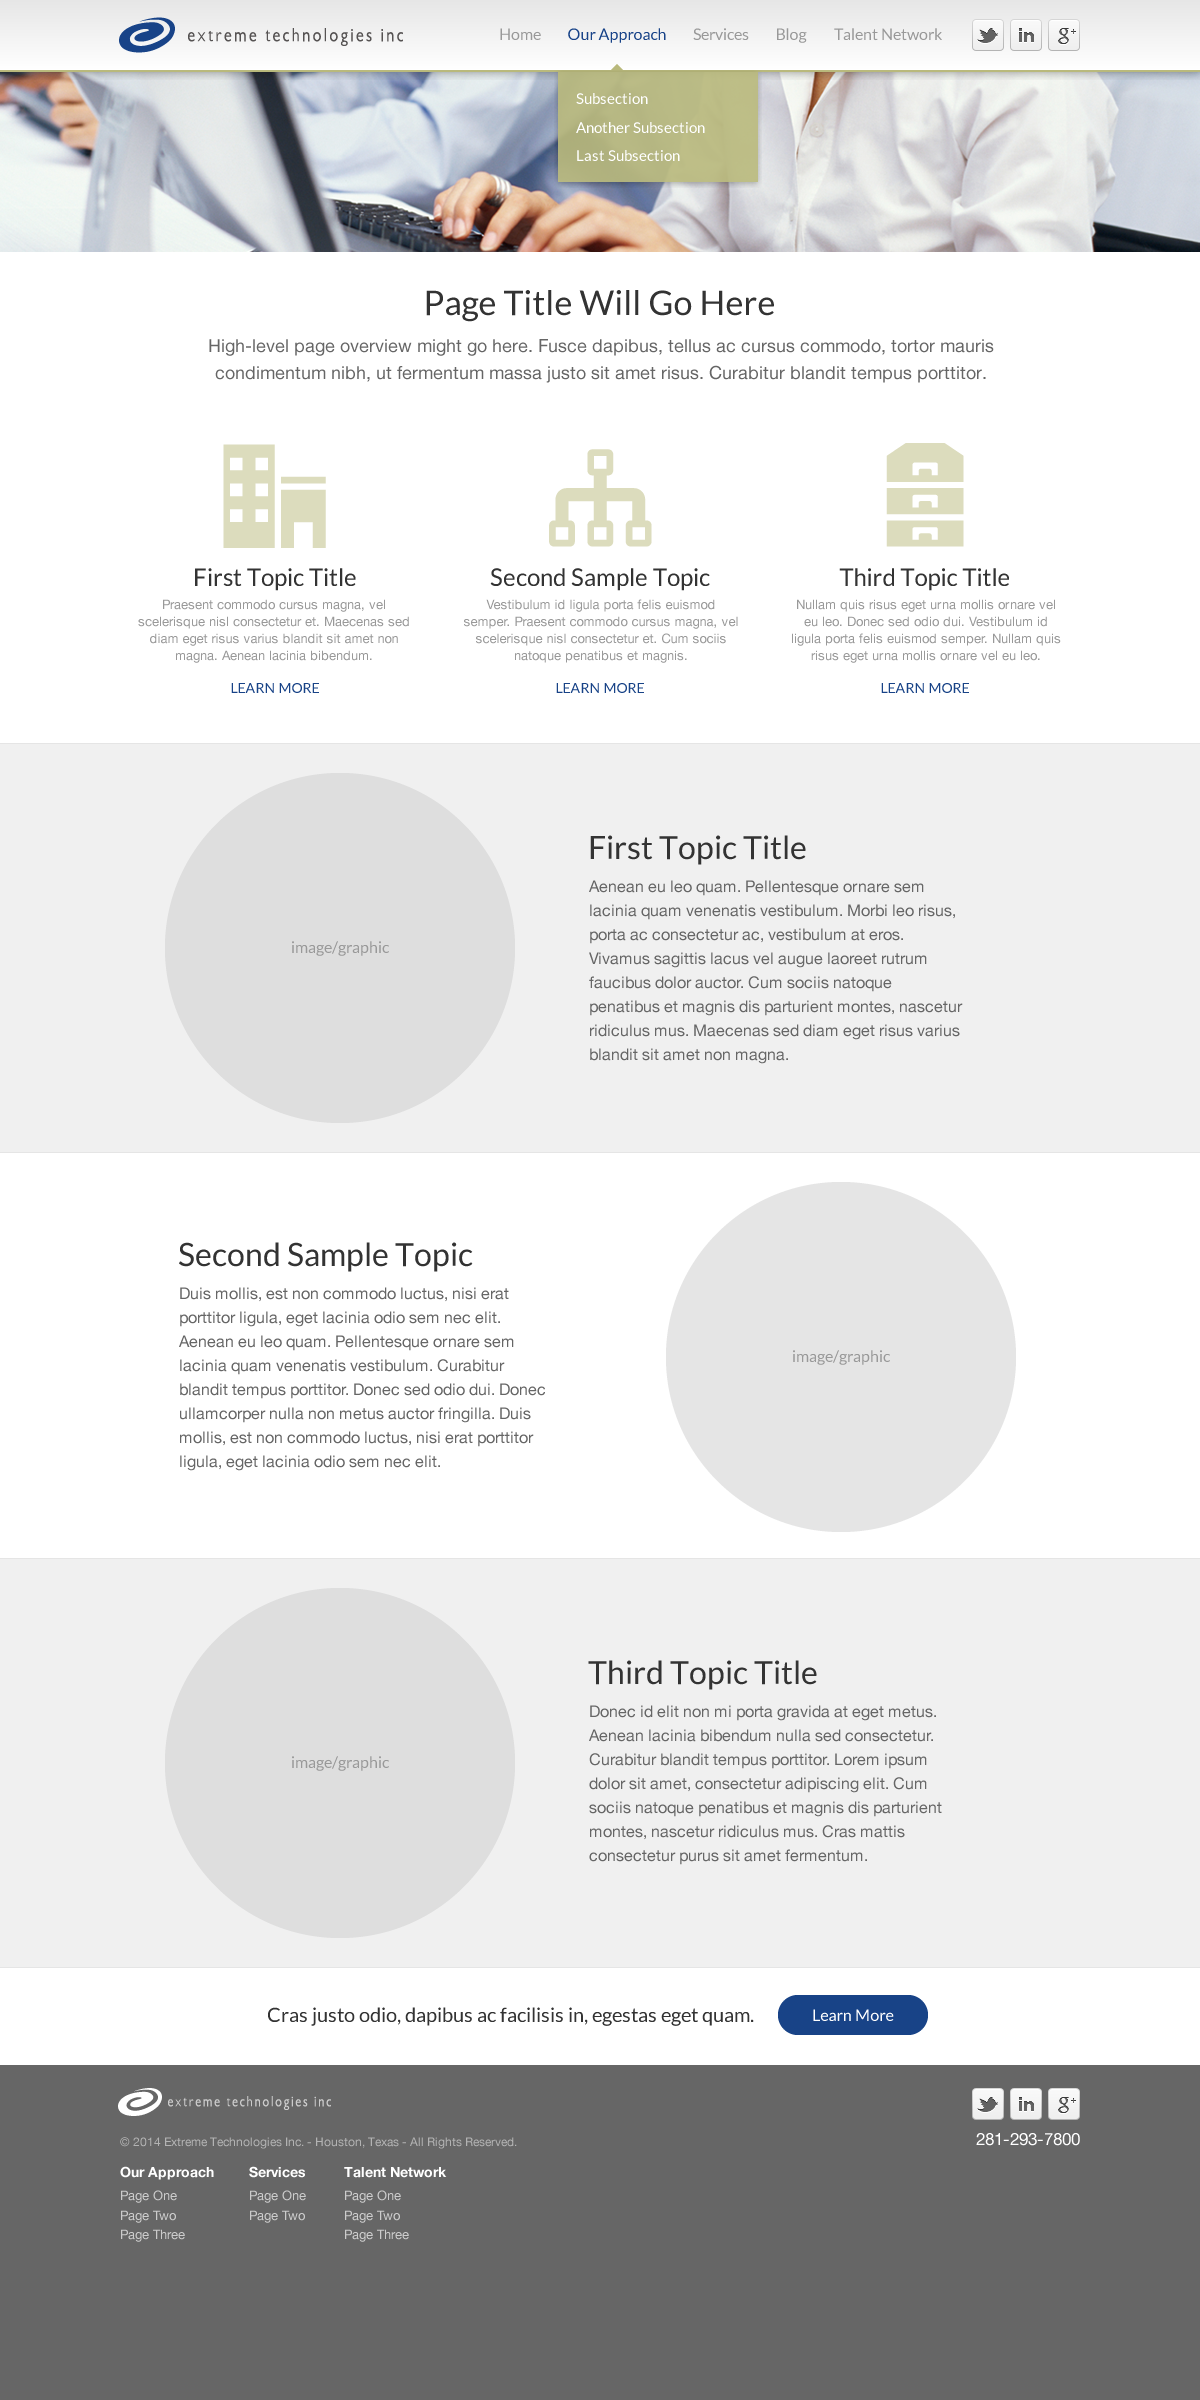 extreme technologies inc
Home Our Approach Services Blog Talent Network in g+
Subsection
Another Subsection
Last Subsection
Page Title Will Go Here
High-level page overview might go here. Fusce dapibus, tellus ac cursus commodo, tortor mauris
condimentum nibh, ut fermentum massa justo sit amet risus. Curabitur blandit tempus porttitor.
First Topic Title
Praesent commodo cursus magna, vel
scelerisque nisl consectetur et. Maecenas sed
diam eget risus varius blandit sit amet non
magna. Aenean lacinia bibendum.
LEARN MORE
Second Sample Topic
Vestibulum id ligula porta felis euismod
semper. Praesent commodo cursus magna, vel
scelerisque nisl consectetur et. Cum sociis
natoque penatibus et magnis.
LEARN MORE
Third Topic Title
Nullam quis risus eget urna mollis ornare vel
eu leo. Donec sed odio dui. Vestibulum id
ligula porta felis euismod semper. Nullam quis
risus eget urna mollis ornare vel eu leo.
LEARN MORE
image/graphic
First Topic Title
Aenean eu leo quam. Pellentesque ornare sem
lacinia quam venenatis vestibulum. Morbi leo risus,
porta ac consectetur ac, vestibulum at eros.
Vivamus sagittis lacus vel augue laoreet rutrum
faucibus dolor auctor. Cum sociis natoque
penatibus et magnis dis parturient montes, nascetur
ridiculus mus. Maecenas sed diam eget risus varius
blandit sit amet non magna.
Second Sample Topic
Duis mollis, est non commodo luctus, nisi erat
porttitor ligula, eget lacinia odio sem nec elit.
Aenean eu leo quam. Pellentesque ornare sem
lacinia quam venenatis vestibulum. Curabitur
blandit tempus porttitor. Donec sed odio dui. Donec
ullamcorper nulla non metus auctor fringilla. Duis
mollis, est non commodo luctus, nisi erat porttitor
ligula, eget lacinia odio sem nec elit.
image/graphic
image/graphic
Third Topic Title
Donec id elit non mi porta gravida at eget metus.
Aenean lacinia bibendum nulla sed consectetur.
Curabitur blandit tempus porttitor. Lorem ipsum
dolor sit amet, consectetur adipiscing elit. Cum
sociis natoque penatibus et magnis dis parturient
montes, nascetur ridiculus mus. Cras mattis
consectetur purus sit amet fermentum.
Cras justo odio, dapibus ac facilisis in, egestas eget quam.
Learn More
extreme technologies inc
in g+
© 2014 Extreme Technologies Inc. - Houston, Texas - All Rights Reserved.
281-293-7800
Our Approach
Page One
Page Two
Page Three
Services
Page One
Page Two
Talent Network
Page One
Page Two
Page Three